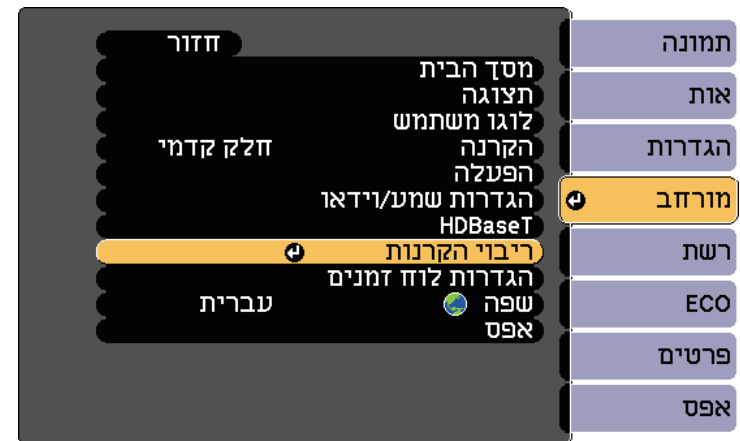 תמונה
אות
הגדרות
מורחב
רשת
ECO
פרטים
אפס
חזור
מסך הבית
תצוגה
לוגו משתמש
הקרנה חלק קדמי
הפעלה
הגדרות שמע/וידאו
HDBaseT
ריבוי הקרנות
הגדרות לוח זמנים
שפה עברית
אפס